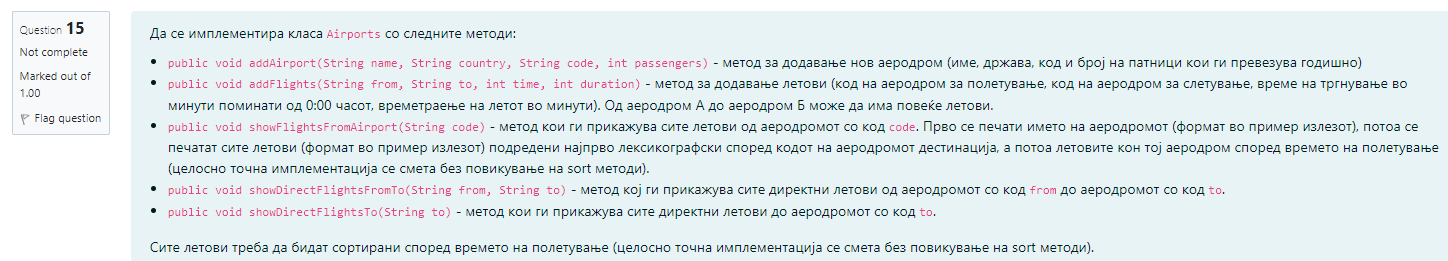 Question 15
Not complete
Marked out of
1.00
Flag question
Да се имплементира класа Airports со следните методи:
• public void addAirport(String name, String country, String code, int passengers) - метод за додавање нов аеродром (име, држава, код и број на патници кои ги превезува годишно)
• public void addFlights(String from, String to, int time, int duration) - метод за додавање летови (код на аеродром за полетување, код на аеродром за слетување, време на тргнување во
минути поминати од 0:00 часот, времетраење на летот во минути). Од аеродром А до аеродром Б може да има повеќе летови.
• public void showFlightsFromAirport(String code) - метод кои ги прикажува сите летови од аеродромот со код code. Прво се печати името на аеродромот (формат во пример излезот), потоа се
печатат сите летови (формат во пример излезот) подредени најпрво лексикографски според кодот на аеродромот дестинација, а потоа летовите кон тој аеродром според времето на полетување
(целосно точна имплементација се смета без повикување на sort методи).
• public void showDirectFlightsFromTo(String from, String to) - метод кој ги прикажува сите директни летови од аеродромот со код from до аеродромот со код to.
• public void showDirectFlightsTo(String to) - метод кои ги прикажува сите директни летови до аеродромот со код to.
Сите летови треба да бидат сортирани според времето на полетување (целосно точна имплементација се смета без повикување на sort методи).